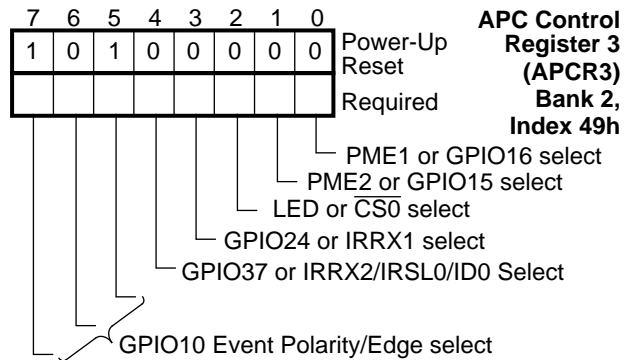 7 6 5 4 3 2 1 0
1 0 1 0 0 0 0 0
Power-Up
Reset
Required
APC Control
Register 3
(APCR3)
Bank 2,
Index 49h
PME1 or GPIO16 select
PME2 or GPIO15 select
LED or C̅S̅0̅ select
GPIO24 or IRRX1 select
GPIO37 or IRRX2/IRSL0/ID0 Select
GPIO10 Event Polarity/Edge select